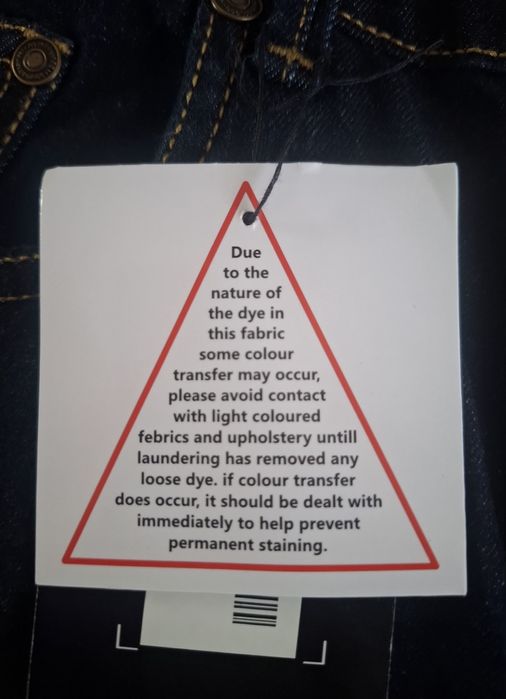 Due
to the
nature of
the dye in
this fabric
some colour
transfer may occur,
please avoid contact
with light coloured
febrics and upholstery untill
laundering has removed any
loose dye. if colour transfer
does occur, it should be dealt with
immediately to help prevent
permanent staining.